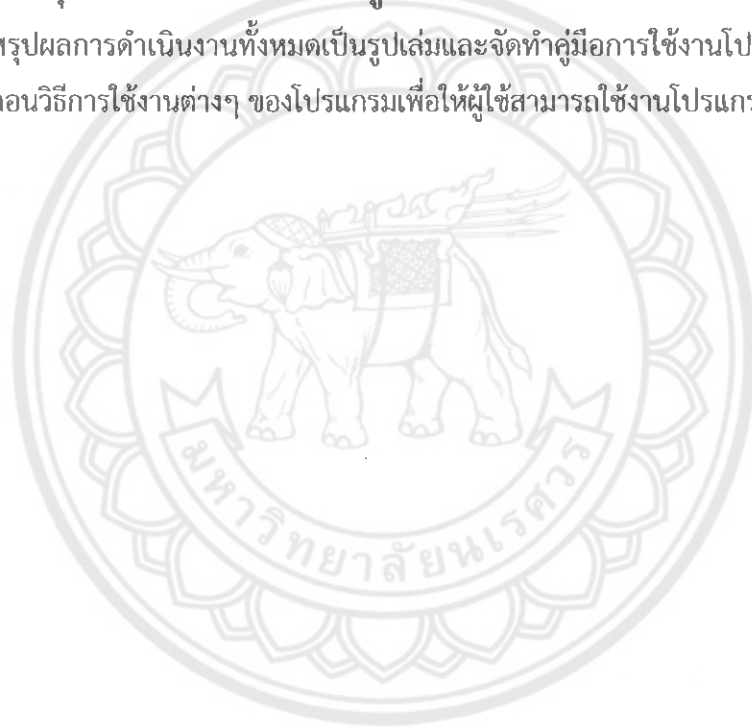 สรุปผลการดำเนินงานทั้งหมดเป็นรูปเล่มและจัดทำคู่มือการใช้งานโป
อนวิธีการใช้งานต่างๆ ของโปรแกรมเพื่อให้ผู้ใช้สามารถใช้งานโปรแกร
มหาวิทยาลัยนเรศวร